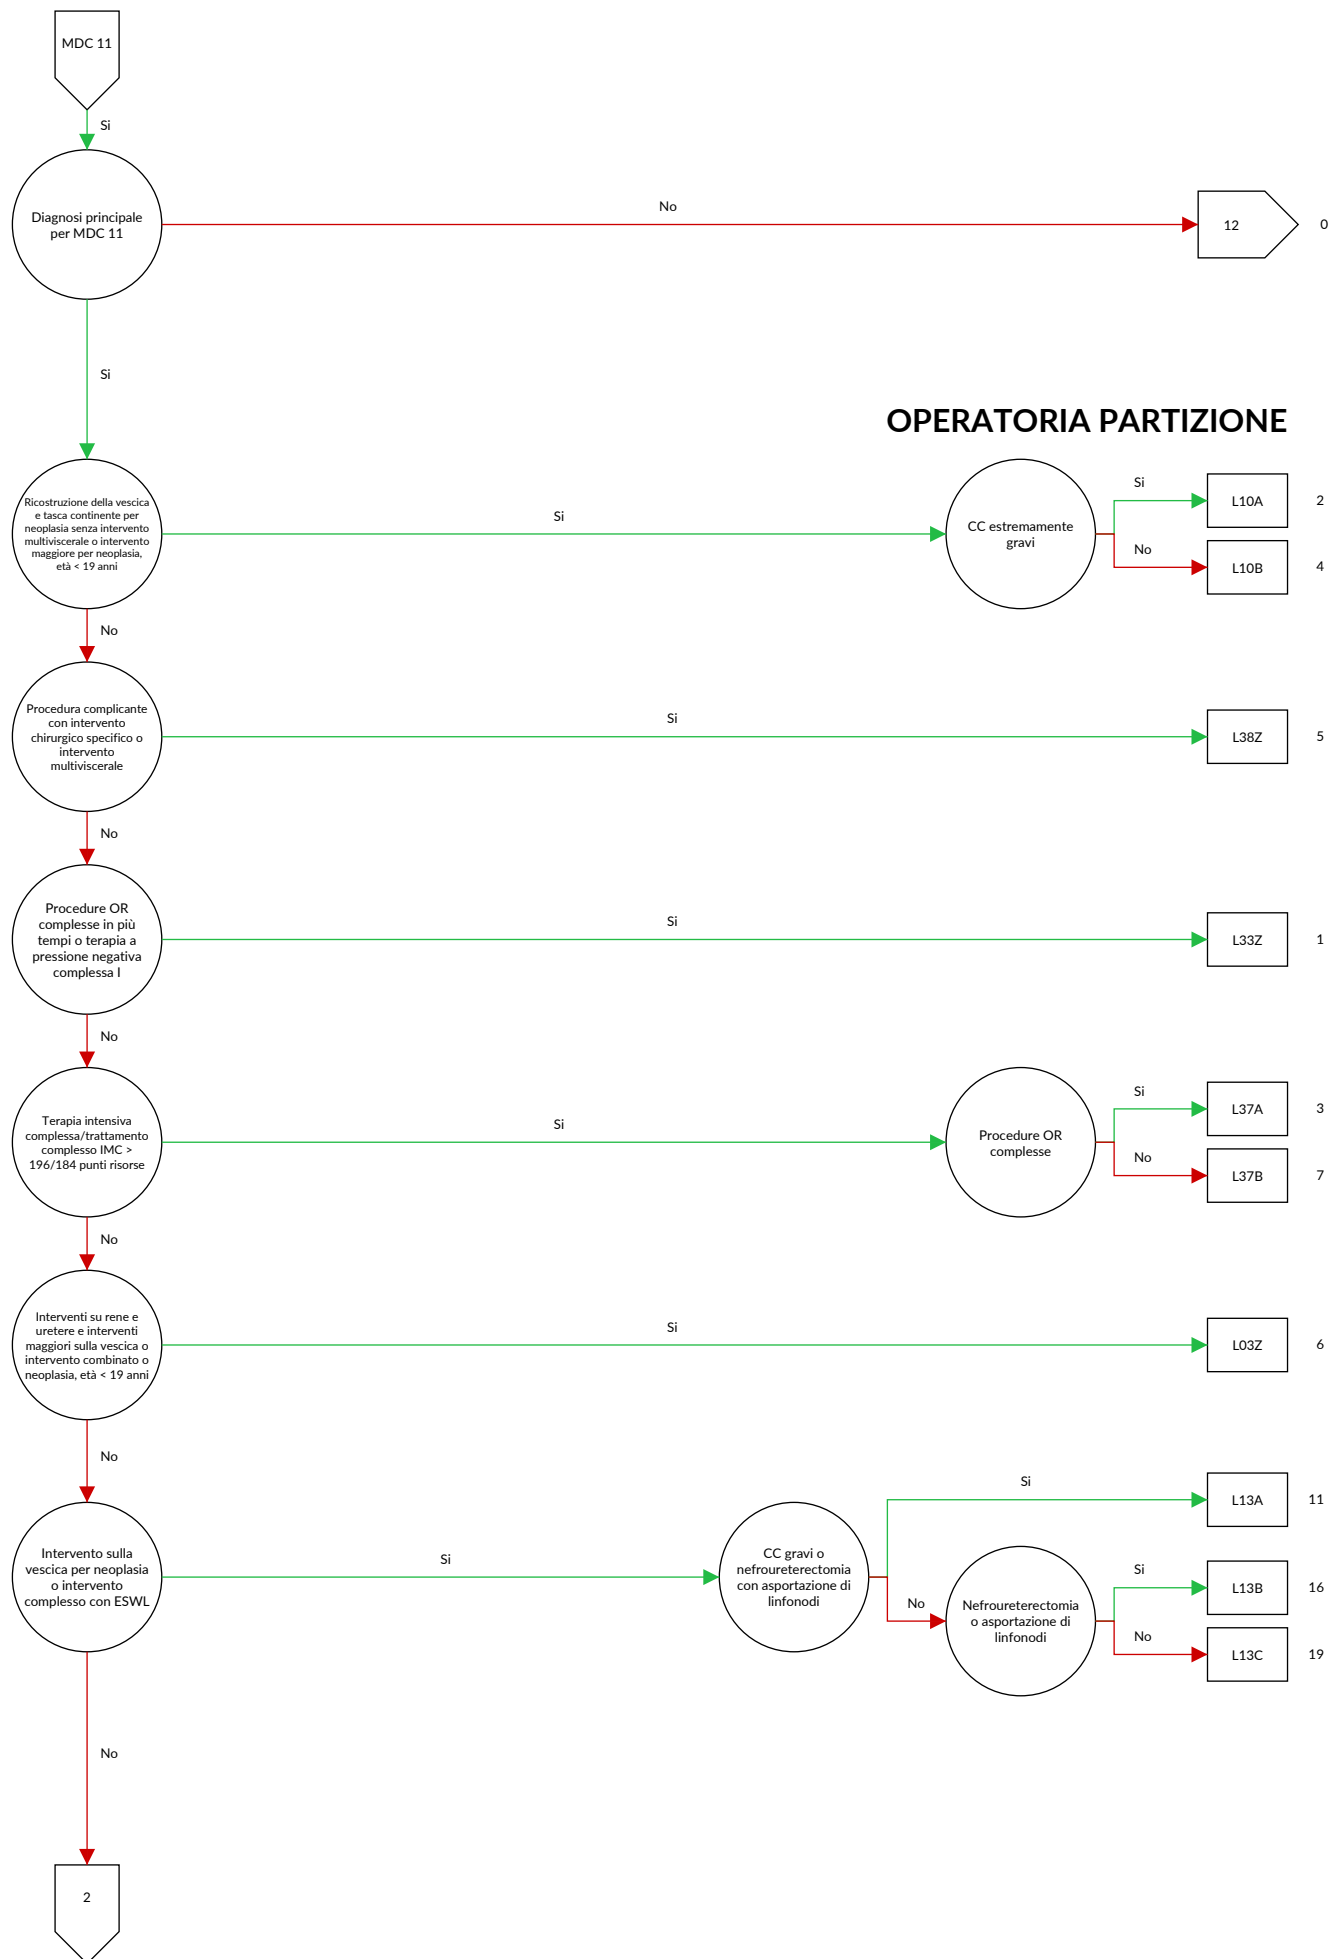 MDC 11
Si
Diagnosi principale
per MDC 11
No
12
0
Si
OPERATORIA PARTIZIONE
Ricostruzione della vescica
e tasca continente per
neoplasia senza intervento
multiviscerale o intervento
maggiore per neoplasia,
età < 19 anni
Si
CC estremamente
gravi
Si
L10A
2
No
L10B
4
No
Procedura complicante
con intervento
chirurgico specifico o
intervento
multiviscerale
Si
L38Z
5
No
Procedure OR
complesse in più
tempi o terapia a
pressione negativa
complessa I
Si
L33Z
1
No
Terapia intensiva
complessa/trattamento
complesso IMC >
196/184 punti risorse
Si
Procedure OR
complesse
Si
L37A
3
No
L37B
7
No
Interventi su rene e
uretere e interventi
maggiori sulla vescica o
intervento combinato o
neoplasia, età < 19 anni
Si
L03Z
6
No
Intervento sulla
vescica per neoplasia
o intervento
complesso con ESWL
Si
CC gravi o
nefroureterectomia
con asportazione di
linfonodi
Si
L13A
11
No
Nefroureterectomia
o asportazione di
linfonodi
Si
L13B
16
No
L13C
19
No
2